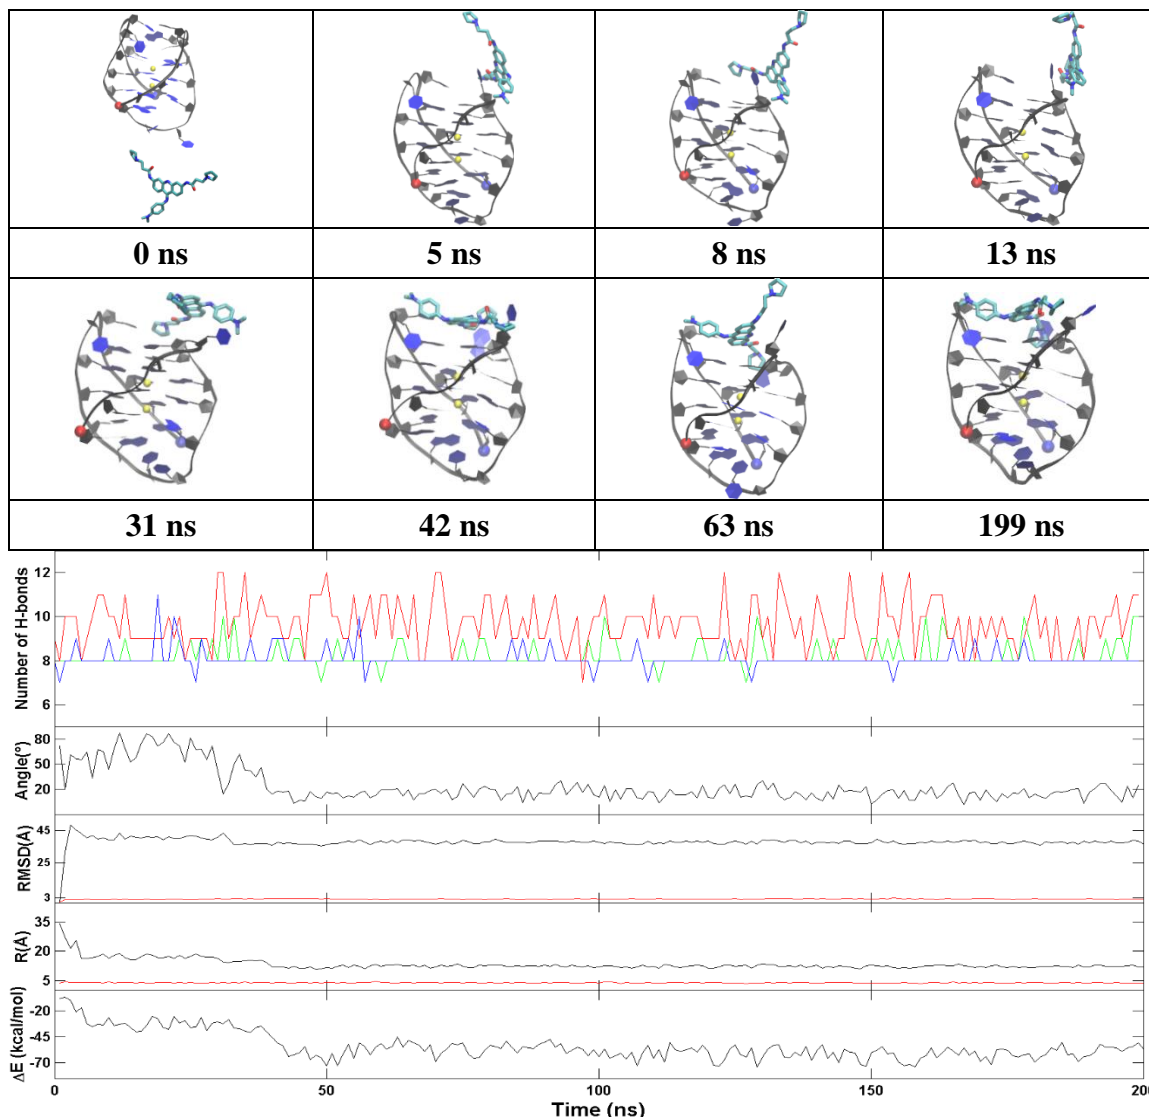 0 ns 5 ns 8 ns 13 ns
31 ns 42 ns 63 ns 199 ns
Number of H-bonds
12
10
8
6
Angle(°)
80
50
20
RMSD(Å)
45
25
3
R(Å)
35
20
5
ΔE (kcal/mol)
-20
-45
-70
0 50 100 150 200
Time (ns)